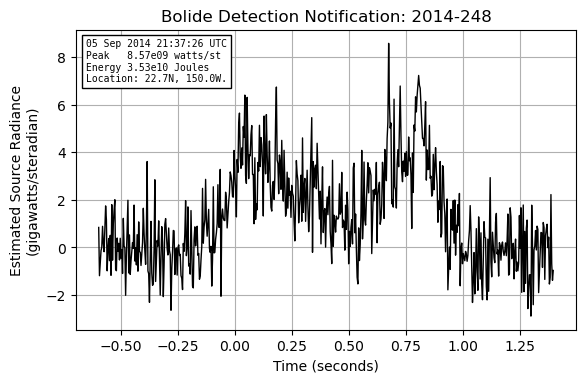 Bolide Detection Notification: 2014-248
05 Sep 2014 21:37:26 UTC
Peak   8.57e09 watts/st
Energy 3.53e10 Joules
Location: 22.7N, 150.0W.
Estimated Source Radiance
(gigawatts/steradian)
8
6
4
2
0
−2
−0.50 −0.25 0.00 0.25 0.50 0.75 1.00 1.25
Time (seconds)